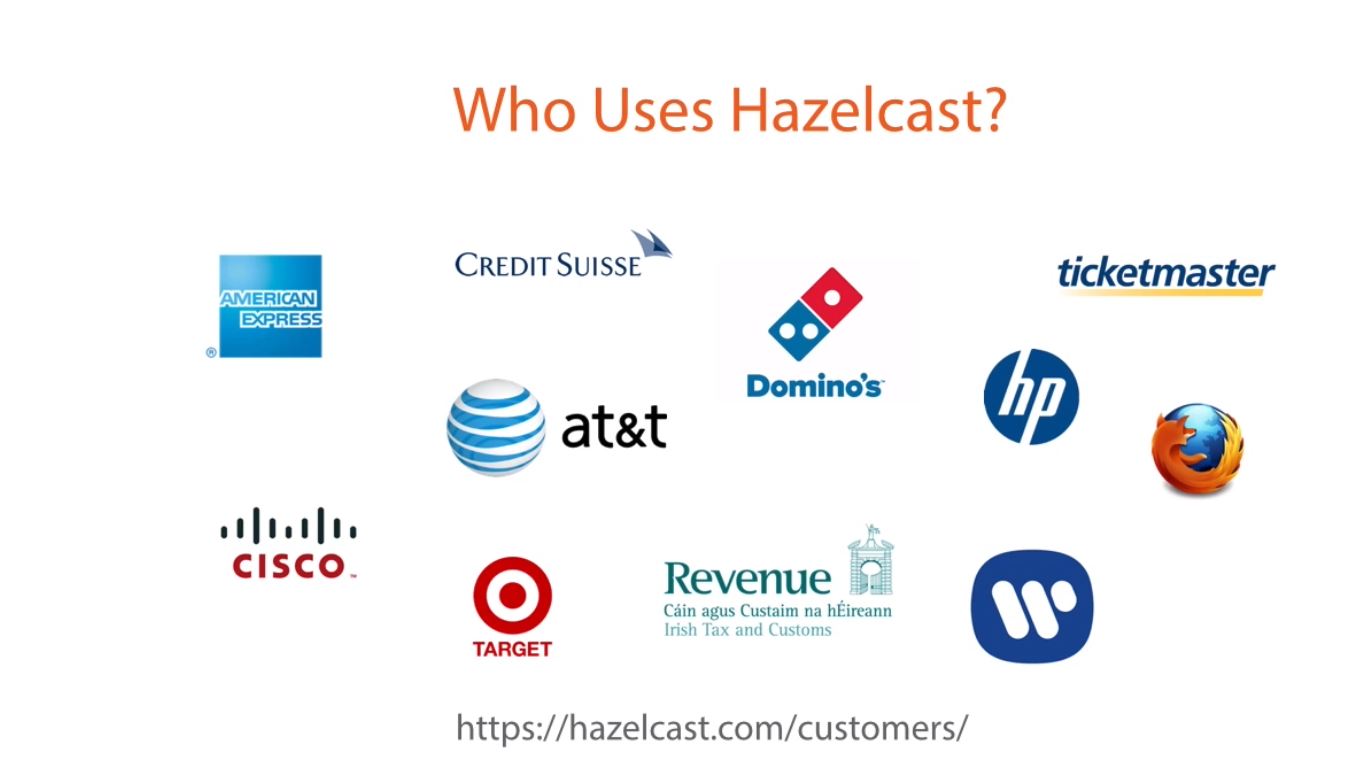 Who Uses Hazelcast?
AMERICAN
EXPRESS
®
CREDIT SUISSE
Domino's
ticketmaster
at&t
hp
CISCO™
TARGET
Revenue
Cáin agus Custaim na hÉireann
Irish Tax and Customs
W
https://hazelcast.com/customers/